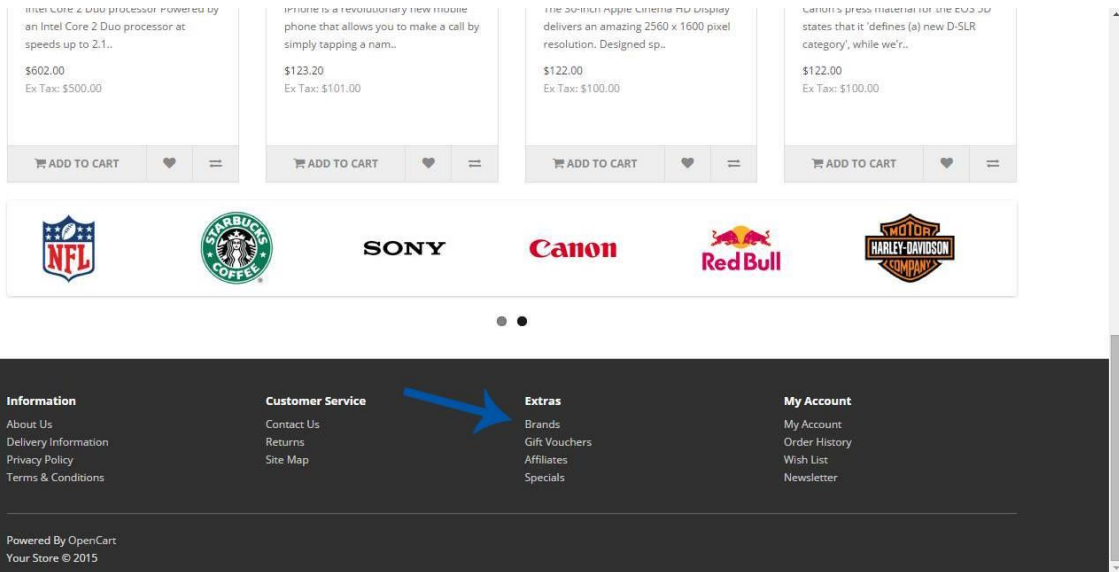 Intel Core 2 Duo processor Powered by
an Intel Core 2 Duo processor at
speeds up to 2.1..
$602.00
Ex Tax: $500.00
ADD TO CART
iPhone is a revolutionary new mobile
phone that allows you to make a call by
simply tapping a nam..
$123.20
Ex Tax: $101.00
ADD TO CART
The 30-inch Apple Cinema HD Display
delivers an amazing 2560 x 1600 pixel
resolution. Designed sp..
$122.00
Ex Tax: $100.00
ADD TO CART
Canon's press material for the EOS 5D
states that it 'defines (a) new D-SLR
category', while we'r..
$122.00
Ex Tax: $100.00
ADD TO CART
NFL
STARBUCKS
COFFEE
SONY
Canon
Red Bull
MOTOR
HARLEY-DAVIDSON
COMPANY
Information
About Us
Delivery Information
Privacy Policy
Terms & Conditions
Customer Service
Contact Us
Returns
Site Map
Extras
Brands
Gift Vouchers
Affiliates
Specials
My Account
My Account
Order History
Wish List
Newsletter
Powered By OpenCart
Your Store © 2015